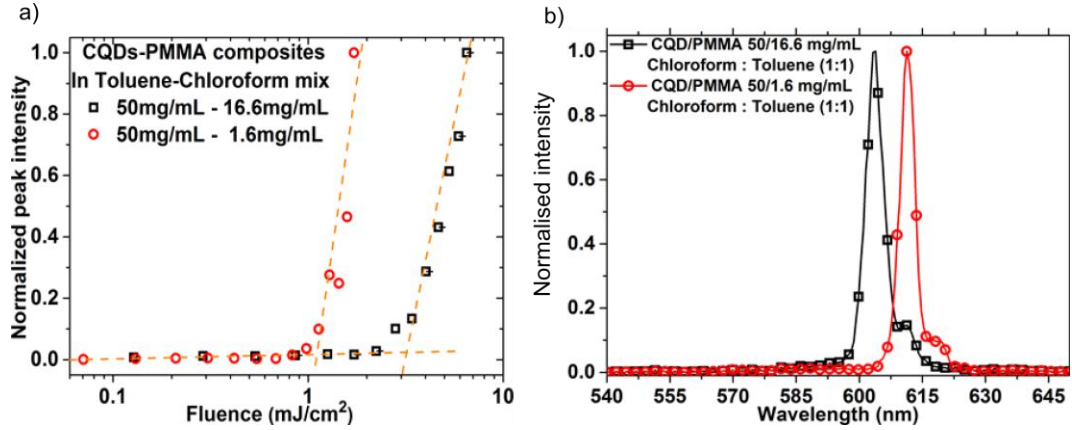 a)
CQDs-PMMA composites
In Toluene-Chloroform mix
50mg/mL - 16.6mg/mL
50mg/mL - 1.6mg/mL
Normalized peak intensity
1.0
0.8
0.6
0.4
0.2
0.0
0.1
1
10
Fluence (mJ/cm²)
b)
CQD/PMMA 50/16.6 mg/mL
Chloroform : Toluene (1:1)
CQD/PMMA 50/1.6 mg/mL
Chloroform : Toluene (1:1)
Normalised intensity
1.0
0.8
0.6
0.4
0.2
0.0
540
555
570
585
600
615
630
645
Wavelength (nm)